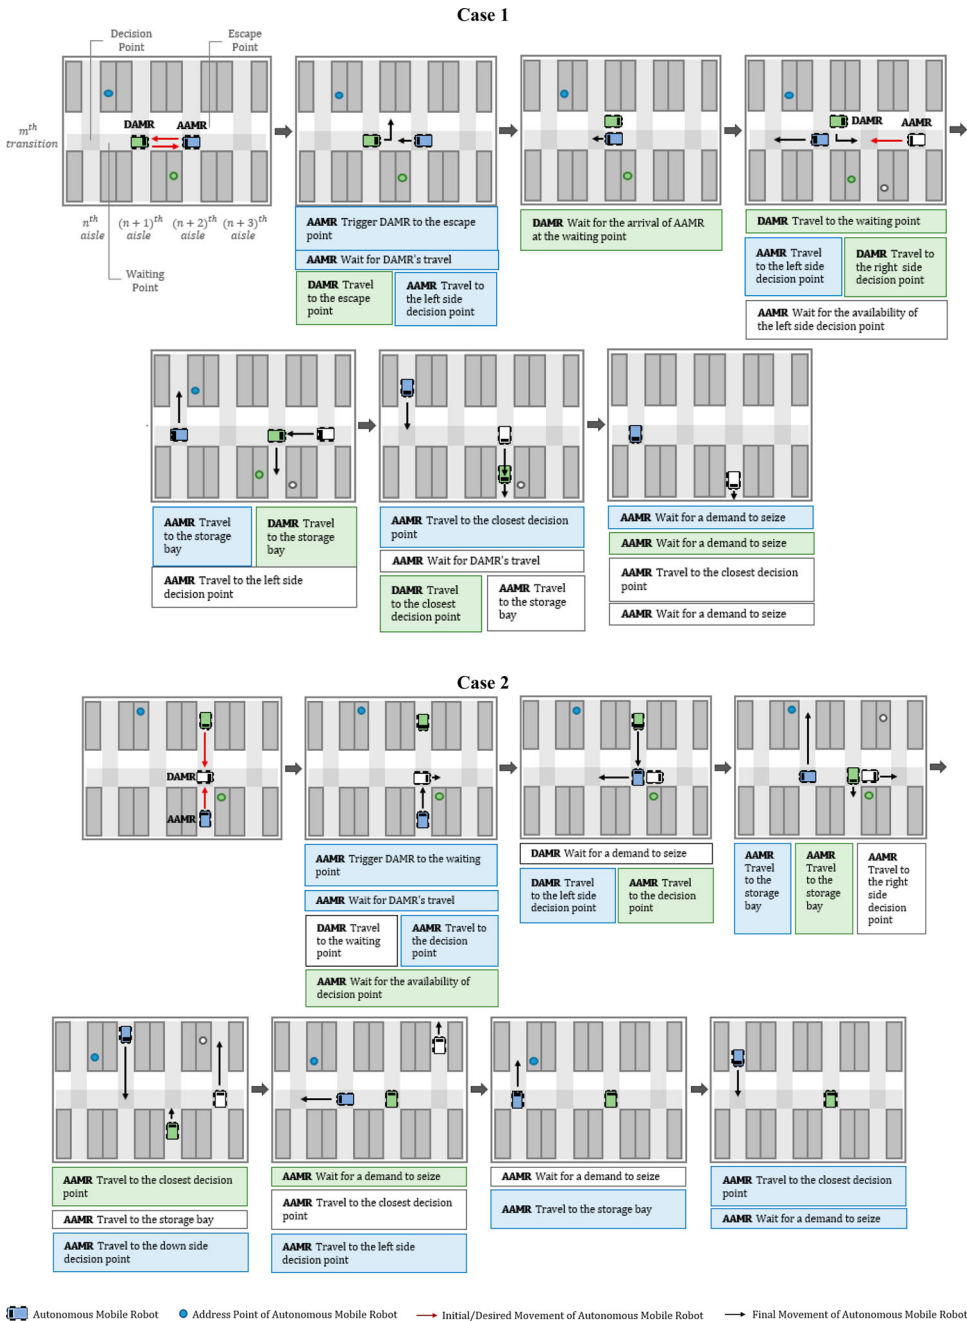 Case 1
Decision
Point
Escape
Point
DAMR
AAMR
mth
transition
nth
aisle
(n + 1)th
aisle
(n + 2)th
aisle
(n + 3)th
aisle
Waiting
Point
AAMR Trigger DAMR to the escape
point
AAMR Wait for DAMR's travel
DAMR Travel
to the escape
point
AAMR Travel to
the left side
decision point
DAMR Wait for the arrival of AAMR
at the waiting point
DAMR
AAMR
DAMR Travel to the waiting point
AAMR Travel
to the left side
decision point
DAMR Travel to
the right side
decision point
AAMR Wait for the availability of
the left side decision point
AAMR Travel
to the storage
bay
DAMR Travel
to the storage
bay
AAMR Travel to the left side
decision point
AAMR Travel to the closest decision
point
AAMR Wait for DAMR's travel
DAMR Travel
to the closest
decision point
AAMR Travel
to the storage
bay
AAMR Wait for a demand to seize
AAMR Wait for a demand to seize
AAMR Travel to the closest decision
point
AAMR Wait for a demand to seize
Case 2
DAMR
AAMR
AAMR Trigger DAMR to the waiting
point
AAMR Wait for DAMR's travel
DAMR Travel
to the waiting
point
AAMR Travel to
the decision
point
AAMR Wait for the availability of
decision point
DAMR Wait for a demand to seize
DAMR Travel
to the left side
decision point
AAMR Travel to
the decision
point
AAMR
Travel to
the
storage
bay
AAMR
Travel to
the storage
bay
AAMR
Travel to
the right
side
decision
point
AAMR Travel to the closest decision
point
AAMR Travel to the storage bay
AAMR Travel to the down side
decision point
AAMR Wait for a demand to seize
AAMR Travel to the closest decision
point
AAMR Travel to the left side
decision point
AAMR Wait for a demand to seize
AAMR Travel to the storage bay
AAMR Travel to the closest decision
point
AAMR Wait for a demand to seize
Autonomous Mobile Robot
Address Point of Autonomous Mobile Robot
Initial/Desired Movement of Autonomous Mobile Robot
Final Movement of Autonomous Mobile Robot